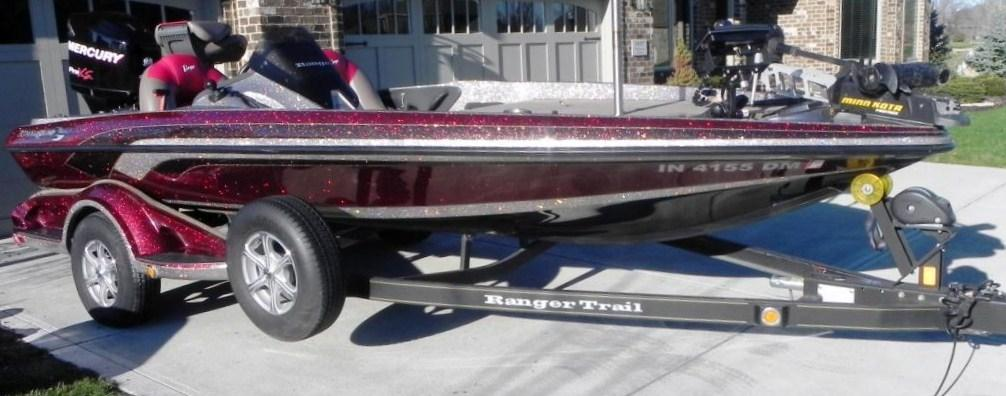 MERCURY
Ranger
MINN KOTA
IN 4155 DM
Ranger Trail